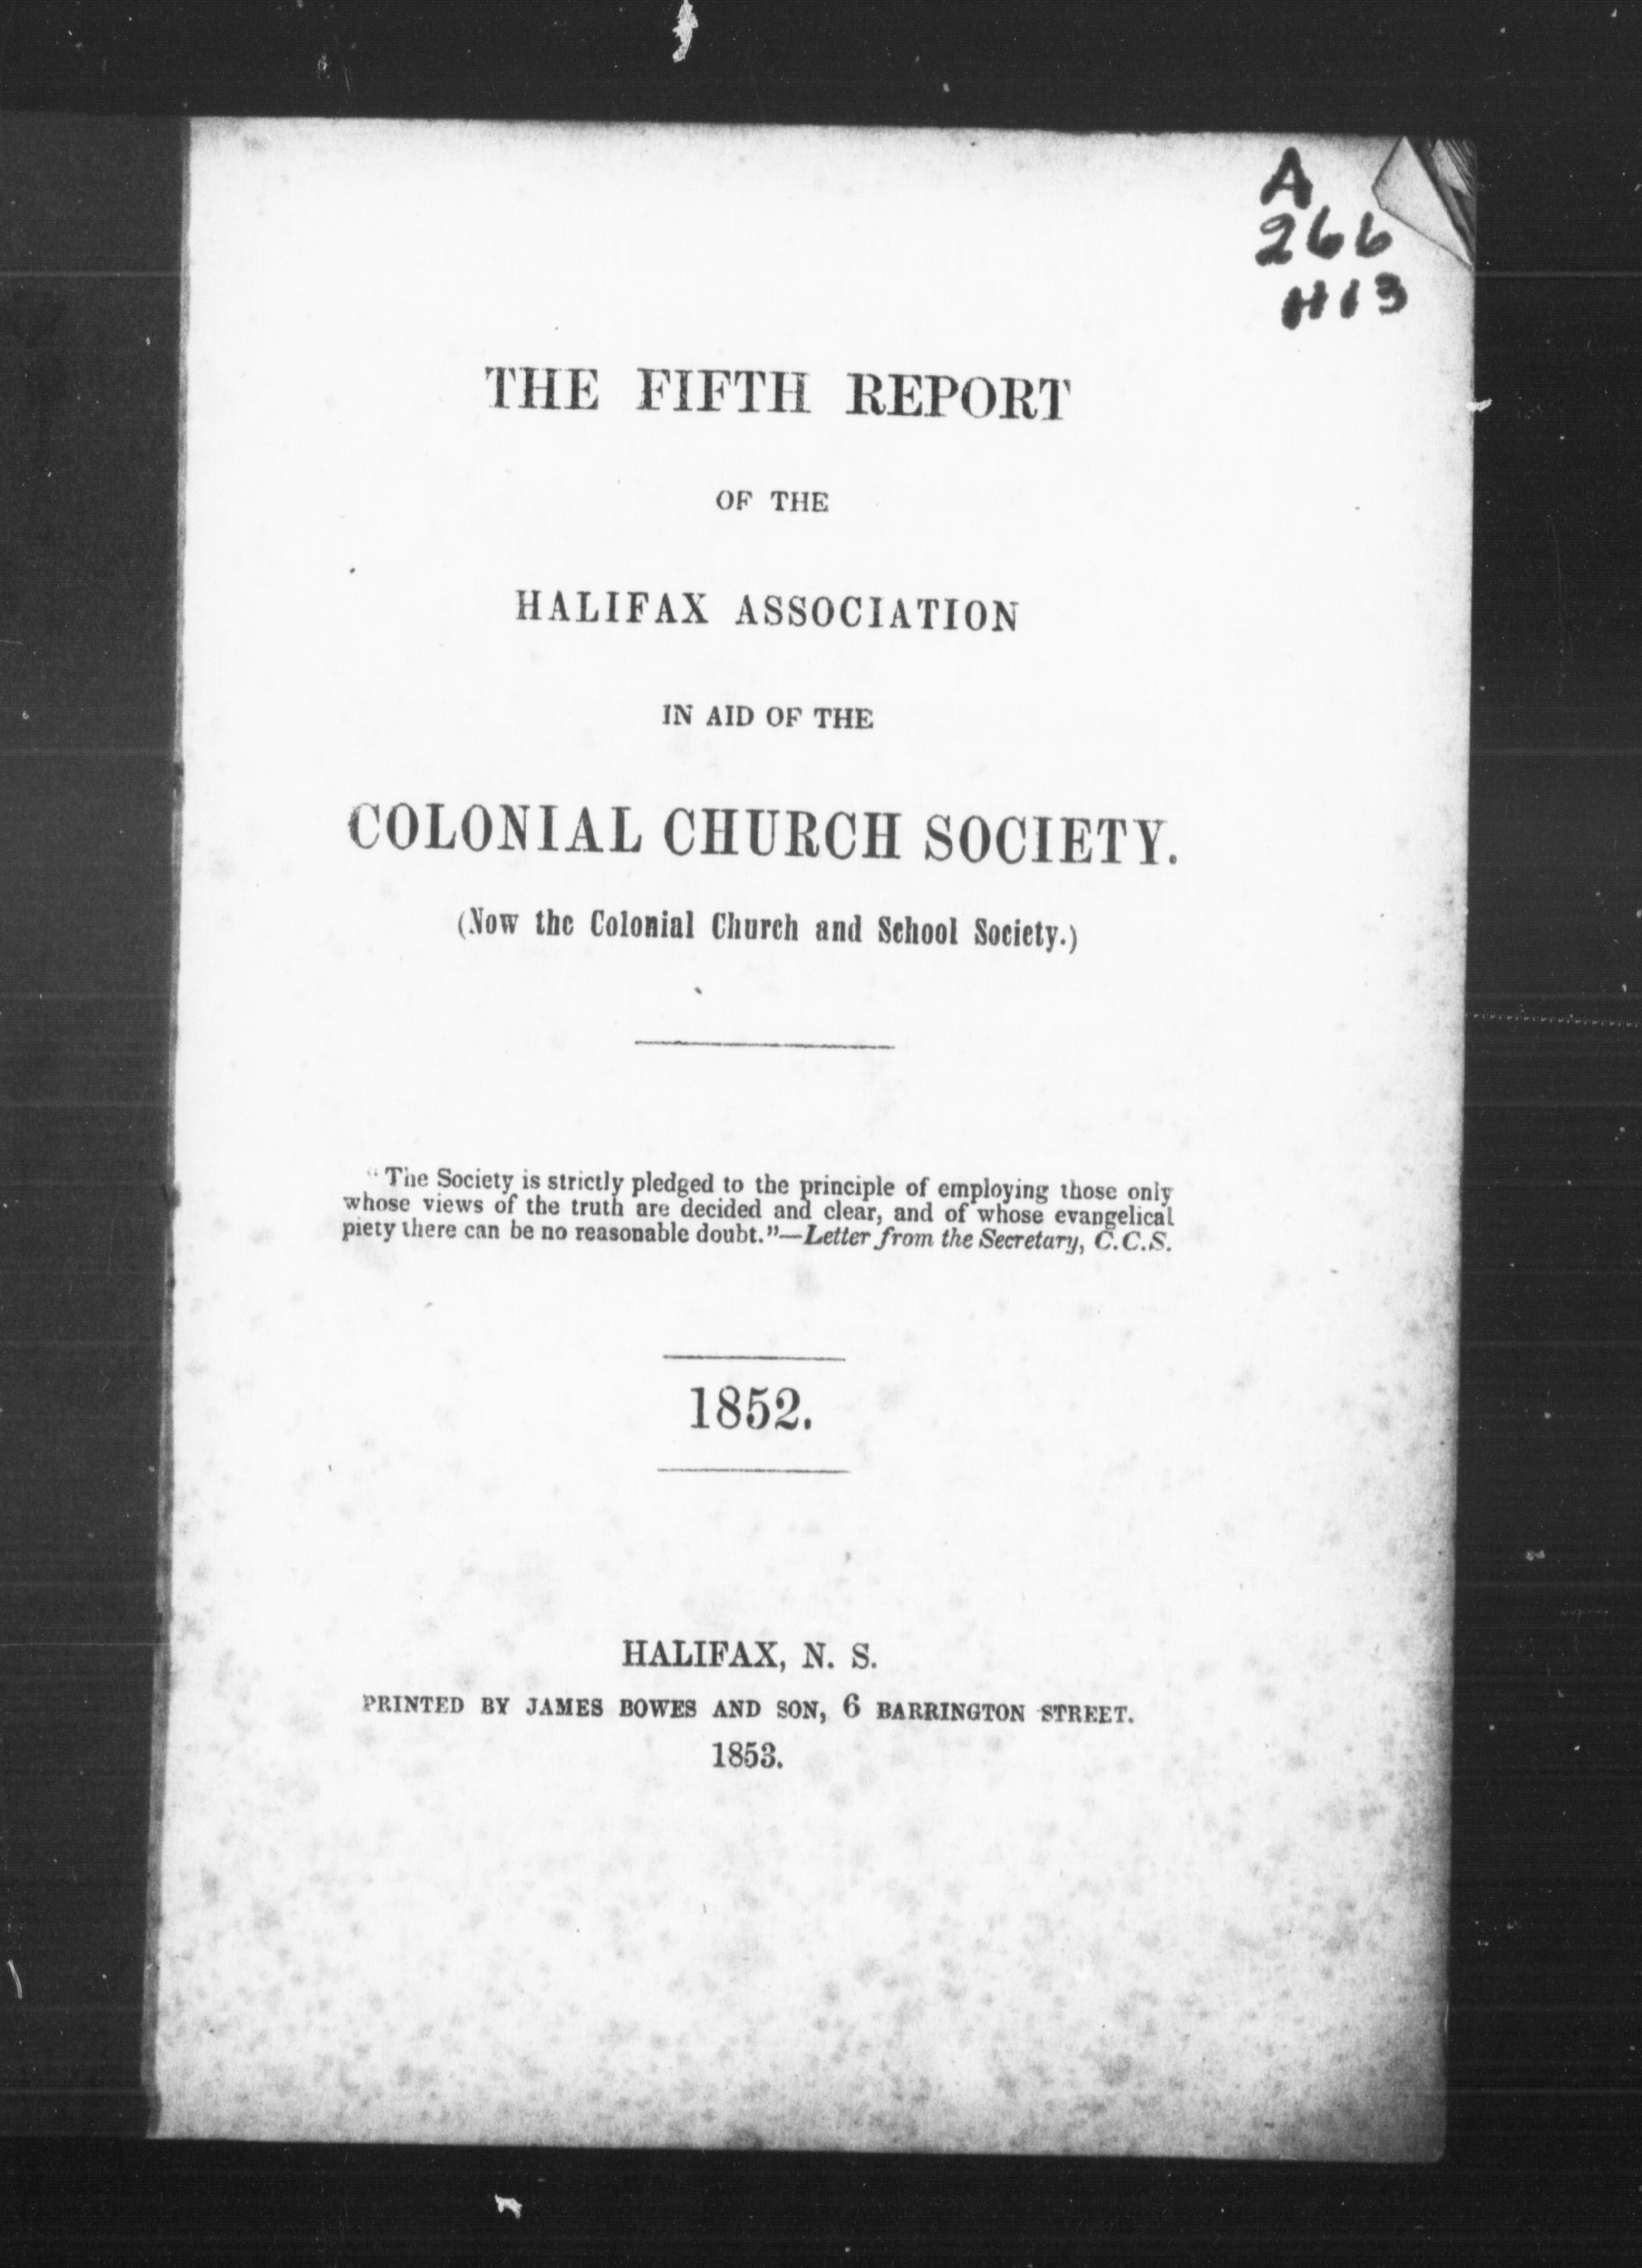 A
266
H13
THE FIFTH REPORT
OF THE
HALIFAX ASSOCIATION
IN AID OF THE
COLONIAL CHURCH SOCIETY.
(Now the Colonial Church and School Society.)
"The Society is strictly pledged to the principle of employing those only
whose views of the truth are decided and clear, and of whose evangelical
piety there can be no reasonable doubt."—Letter from the Secretary, C.C.S.
1852.
HALIFAX, N. S.
PRINTED BY JAMES BOWES AND SON, 6 BARRINGTON STREET.
1853.